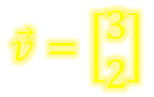 v⃗ = [3
2]